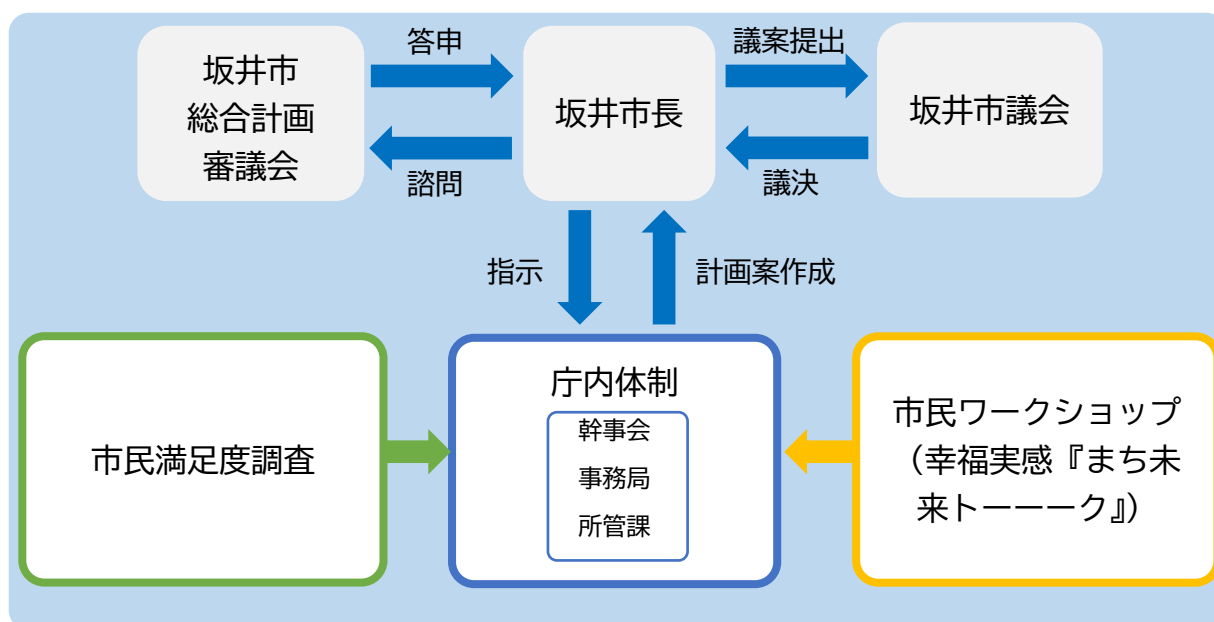 答申
議案提出
坂井市
総合計画
審議会
坂井市長
坂井市議会
諮問
議決
指示
計画案作成
市民満足度調査
庁内体制
幹事会
事務局
所管課
市民ワークショップ
（幸福実感『まち未
来トーーーク』）